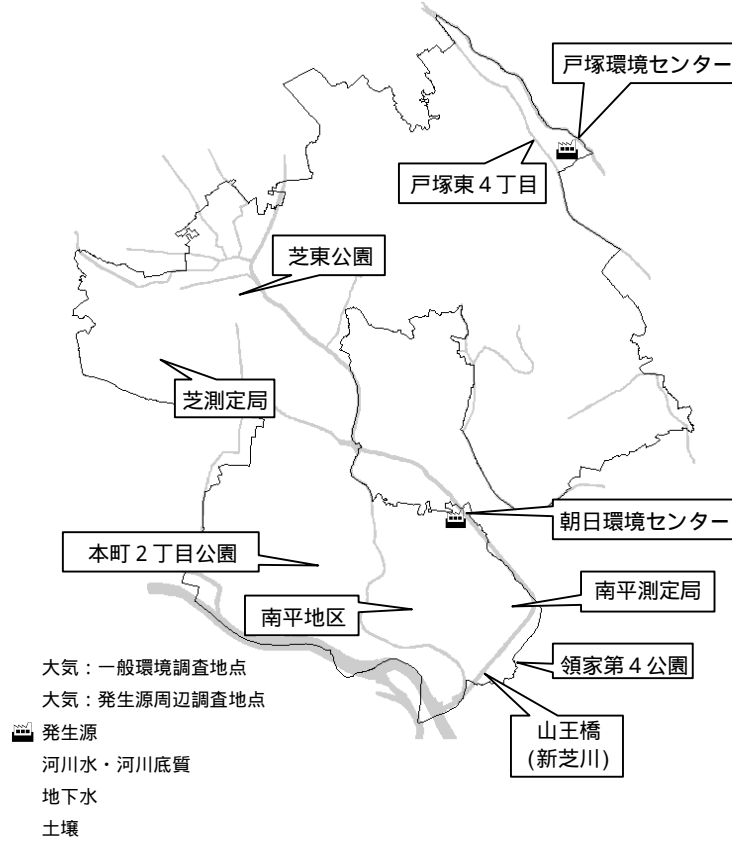 戸塚環境センター
戸塚東４丁目
芝東公園
芝測定局
朝日環境センター
本町２丁目公園
南平測定局
南平地区
領家第４公園
山王橋
(新芝川)
大気：一般環境調査地点
大気：発生源周辺調査地点
発生源
河川水・河川底質
地下水
土壌